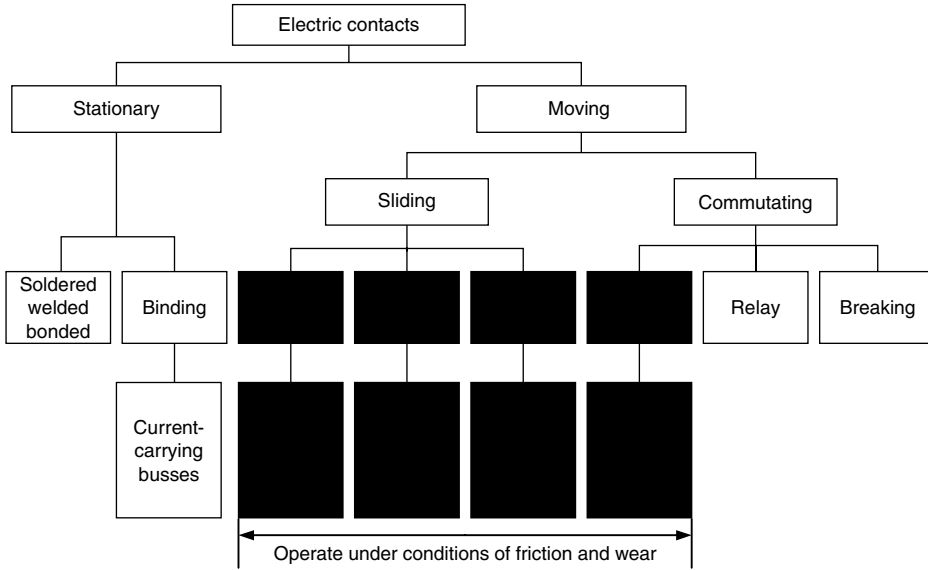 Electric contacts
Stationary
Moving
Sliding
Commutating
Soldered
welded
bonded
Binding
Relay
Breaking
Current-
carrying
busses
Operate under conditions of friction and wear